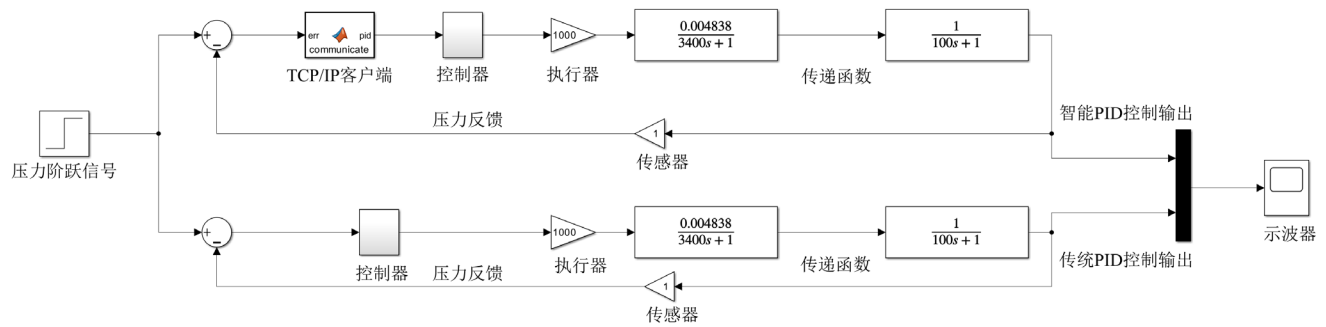 +
−
err
pid
communicate
TCP/IP客户端
控制器
1000
执行器
0.004838
3400s + 1
传递函数
1
100s + 1
压力反馈
1
传感器
智能PID控制输出
压力阶跃信号
示波器
+
−
控制器
压力反馈
1000
执行器
0.004838
3400s + 1
传递函数
1
100s + 1
传统PID控制输出
1
传感器